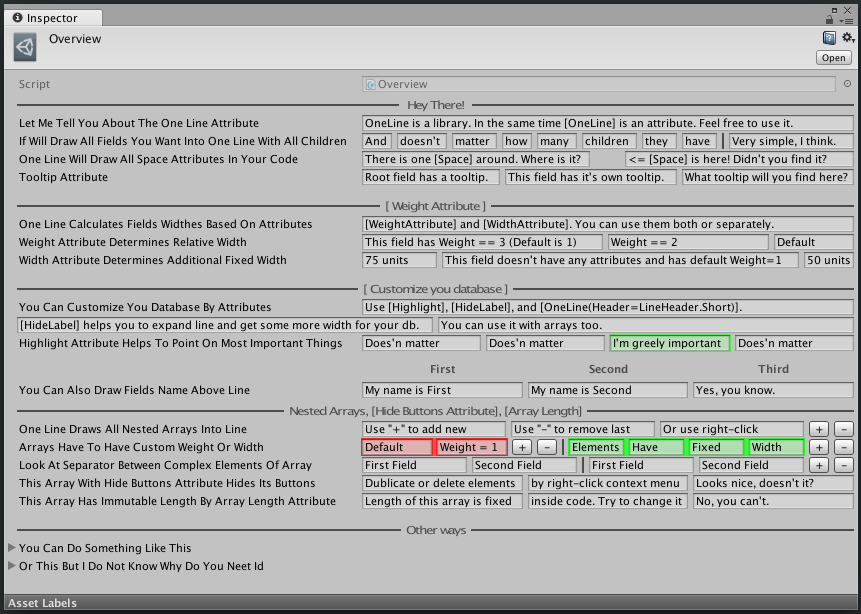 Inspector
Overview
Open
Script Overview
Hey There!
Let Me Tell You About The One Line Attribute OneLine is a library. In the same time [OneLine] is an attribute. Feel free to use it.
If Will Draw All Fields You Want Into One Line With All Children And doesn't matter how many children they have Very simple, I think.
One Line Will Draw All Space Attributes In Your Code There is one [Space] around. Where is it? <= [Space] is here! Didn't you find it?
Tooltip Attribute Root field has a tooltip. This field has it's own tooltip. What tooltip will you find here?
[ Weight Attribute ]
One Line Calculates Fields Widthes Based On Attributes [WeightAttribute] and [WidthAttribute]. You can use them both or separately.
Weight Attribute Determines Relative Width This field has Weight == 3 (Default is 1) Weight == 2 Default
Width Attribute Determines Additional Fixed Width 75 units This field doesn't have any attributes and has default Weight=1 50 units
[ Customize you database ]
You Can Customize You Database By Attributes Use [Highlight], [HideLabel], and [OneLine(Header=LineHeader.Short)].
[HideLabel] helps you to expand line and get some more width for your db. You can use it with arrays too.
Highlight Attribute Helps To Point On Most Important Things Does'n matter Does'n matter I'm greely important Does'n matter
First Second Third
You Can Also Draw Fields Name Above Line My name is First My name is Second Yes, you know.
Nested Arrays, [Hide Buttons Attribute], [Array Length]
One Line Draws All Nested Arrays Into Line Use "+" to add new Use "-" to remove last Or use right-click + -
Arrays Have To Have Custom Weight Or Width Default Weight = 1 + - Elements Have Fixed Width + -
Look At Separator Between Complex Elements Of Array First Field Second Field First Field Second Field + -
This Array With Hide Buttons Attribute Hides Its Buttons Dublicate or delete elements by right-click context menu Looks nice, doesn't it?
This Array Has Immutable Length By Array Length Attribute Length of this array is fixed inside code. Try to change it No, you can't.
Other ways
You Can Do Something Like This
Or This But I Do Not Know Why Do You Neet Id
Asset Labels